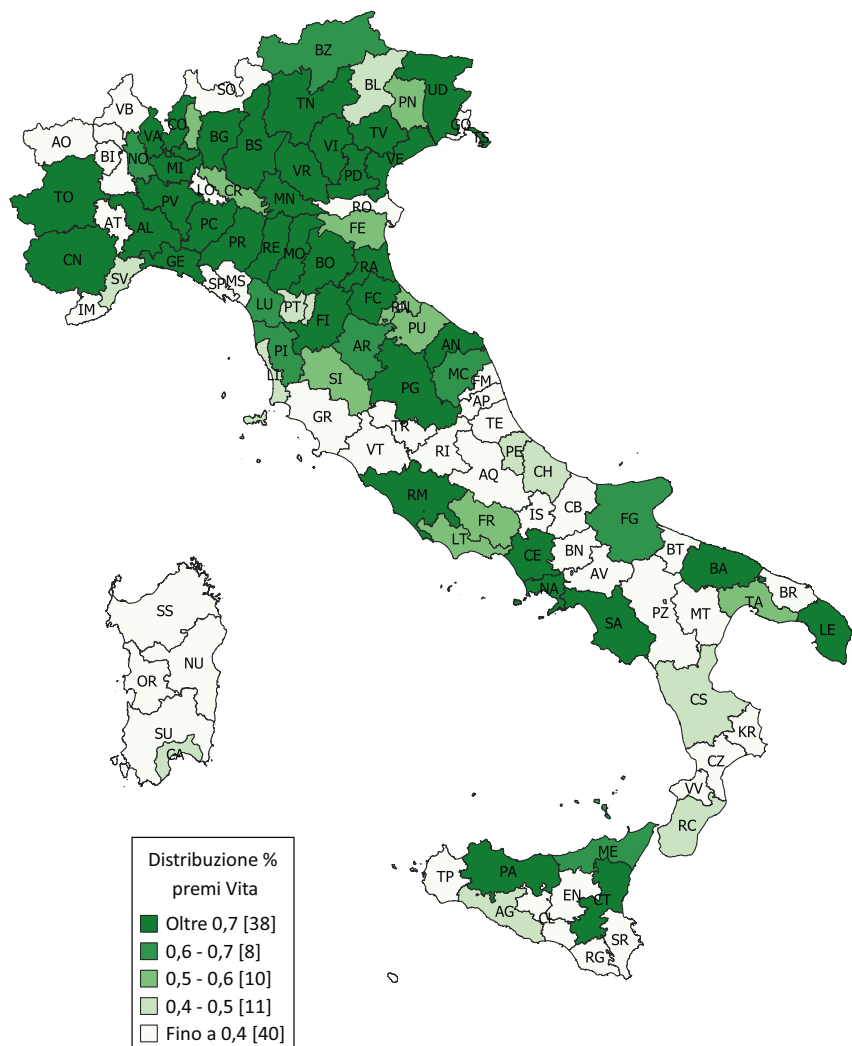 BZ
SO
BL
UD
VB
TN
PN
CO
GO
TS
AO
VA
BG
TV
BS
VI
BI
NO
MI
VR
PD
VE
TO
LO
CR
PV
MN
RO
AT
AL
PC
FE
CN
PR
RE
MO
BO
RA
GE
SV
SP
MS
FC
LU
PT
RN
IM
FI
PU
AN
PI
AR
MC
LI
SI
PG
FM
AP
GR
TR
TE
VT
RI
PE
AQ
CH
RM
CB
FR
IS
FG
LT
CE
BN
BT
BA
NA
AV
BR
TA
SS
SA
PZ
MT
LE
NU
OR
CS
SU
KR
CA
CZ
VV
RC
ME
TP
PA
EN
CT
AG
CL
SR
RG
Distribuzione %
premi Vita
Oltre 0,7 [38]
0,6 - 0,7 [8]
0,5 - 0,6 [10]
0,4 - 0,5 [11]
Fino a 0,4 [40]